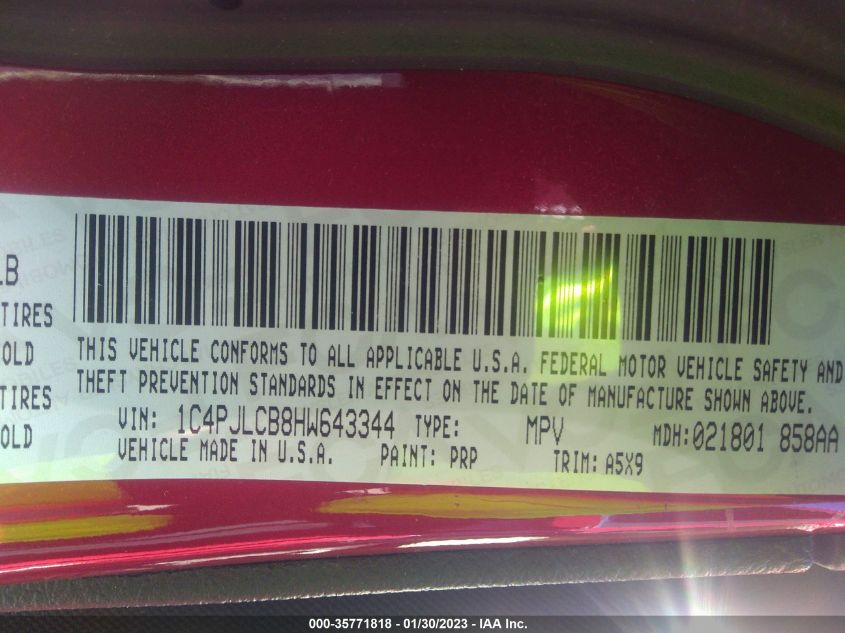 LB
TIRES
OLD
TIRES
OLD
THIS VEHICLE CONFORMS TO ALL APPLICABLE U.S.A. FEDERAL MOTOR VEHICLE SAFETY AND
THEFT PREVENTION STANDARDS IN EFFECT ON THE DATE OF MANUFACTURE SHOWN ABOVE.
VIN: 1C4PJLCB8HW643344 TYPE: MPV MDH:021801 858AA
VEHICLE MADE IN U.S.A. PAINT: PRP TRIM: A5X9
000-35771818 - 01/30/2023 - IAA Inc.